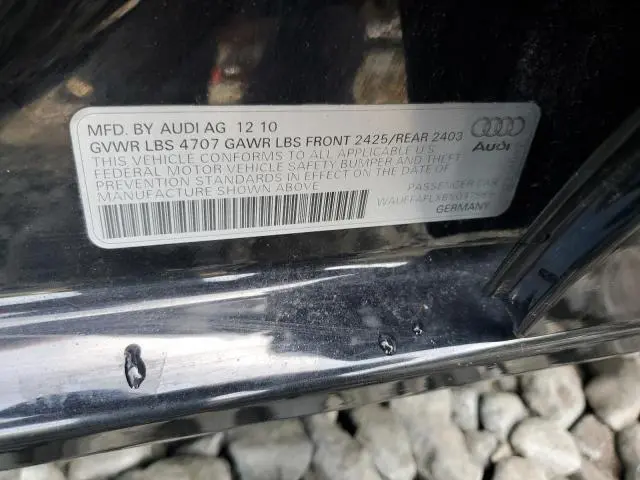 MFD. BY AUDI AG 12 10
GVWR LBS 4707 GAWR LBS FRONT 2425/REAR 2403
THIS VEHICLE CONFORMS TO ALL APPLICABLE U.S.
FEDERAL MOTOR VEHICLE SAFETY BUMPER AND THEFT
PREVENTION STANDARDS IN EFFECT ON THE DATE OF
MANUFACTURE SHOWN ABOVE
Audi
PASSENGER CAR
GERMANY